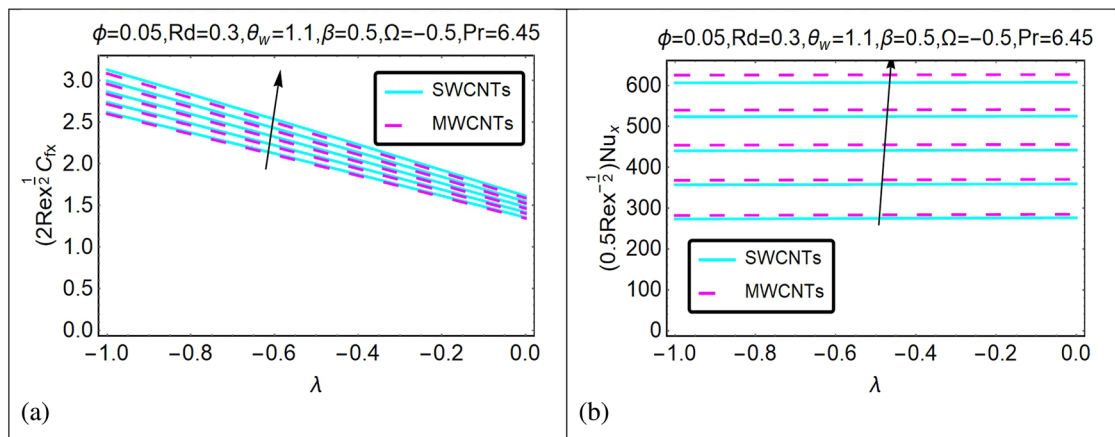 ϕ=0.05,Rd=0.3,θw=1.1,β=0.5,Ω=−0.5,Pr=6.45
3.0
2.5
2.0
1.5
1.0
0.5
0.0
(2Rex^{1/2}C_{fx}
SWCNTs
MWCNTs
−1.0 −0.8 −0.6 −0.4 −0.2 0.0
λ
(a)
ϕ=0.05,Rd=0.3,θw=1.1,β=0.5,Ω=−0.5,Pr=6.45
600
500
400
300
200
100
0
(0.5Rex^{−1/2})Nu_x
SWCNTs
MWCNTs
−1.0 −0.8 −0.6 −0.4 −0.2 0.0
λ
(b)